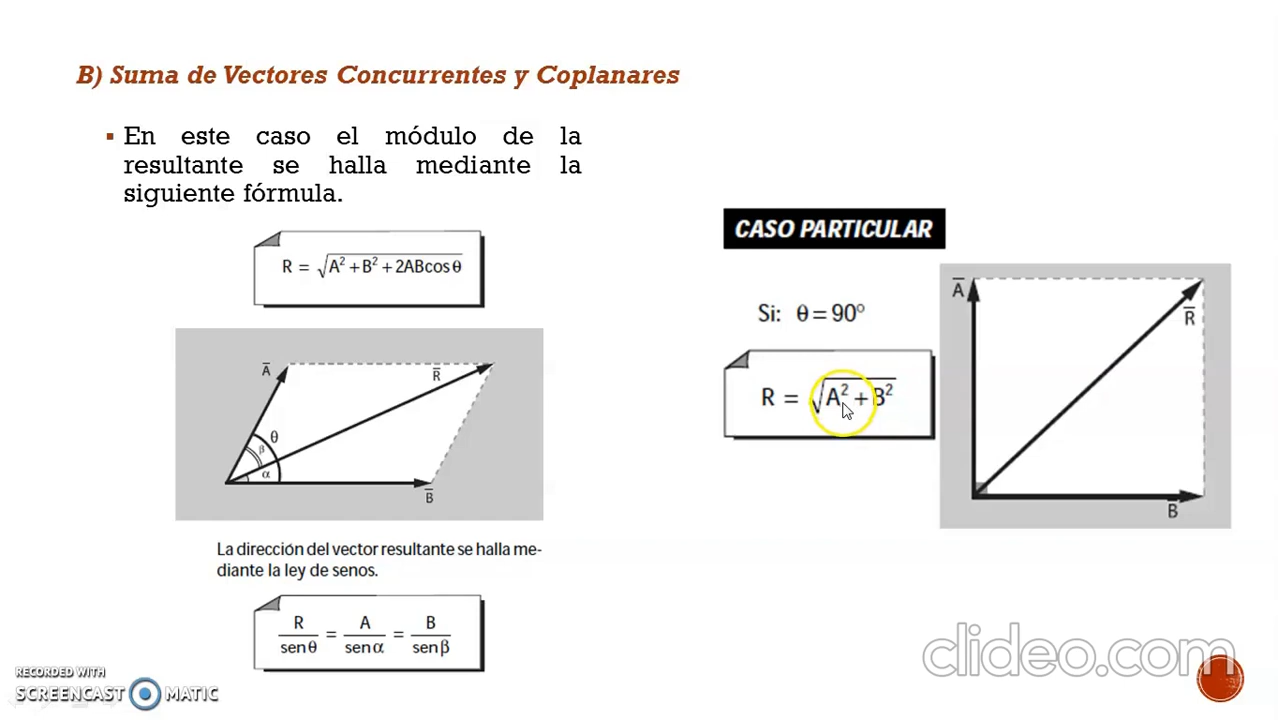 B) Suma de Vectores Concurrentes y Coplanares
▪ En este caso el módulo de la
resultante se halla mediante la
siguiente fórmula.
R = √A² + B² + 2ABcosθ
A
R
θ
β
α
B
La dirección del vector resultante se halla me-
diante la ley de senos.
R/senθ = A/senα = B/senβ
CASO PARTICULAR
Si: θ = 90°
R = √A² + B²
A
R
B
RECORDED WITH
SCREENCAST MATIC
clideo.com